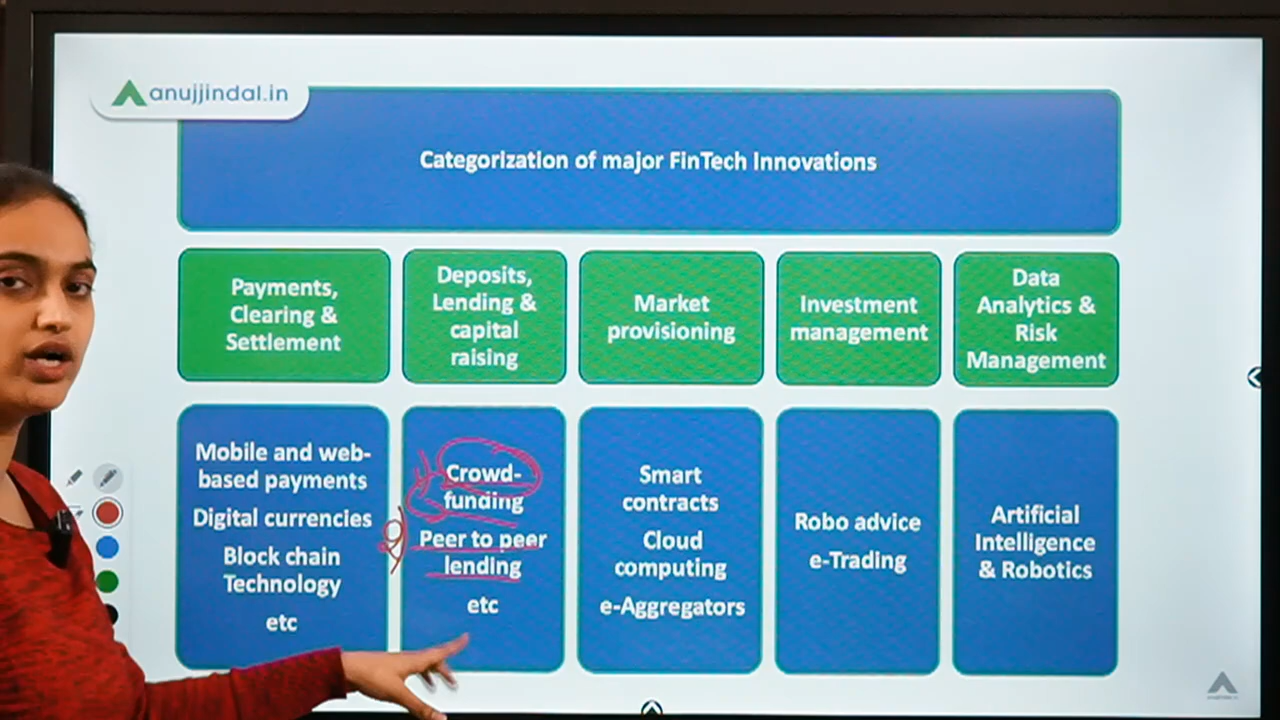 anujjindal.in
Categorization of major FinTech Innovations
Payments,
Clearing &
Settlement
Deposits,
Lending &
capital
raising
Market
provisioning
Investment
management
Data
Analytics &
Risk
Management
Mobile and web-
based payments
Digital currencies
Block chain
Technology
etc
Crowd-
funding
Peer to peer
lending
etc
Smart
contracts
Cloud
computing
e-Aggregators
Robo advice
e-Trading
Artificial
Intelligence
& Robotics